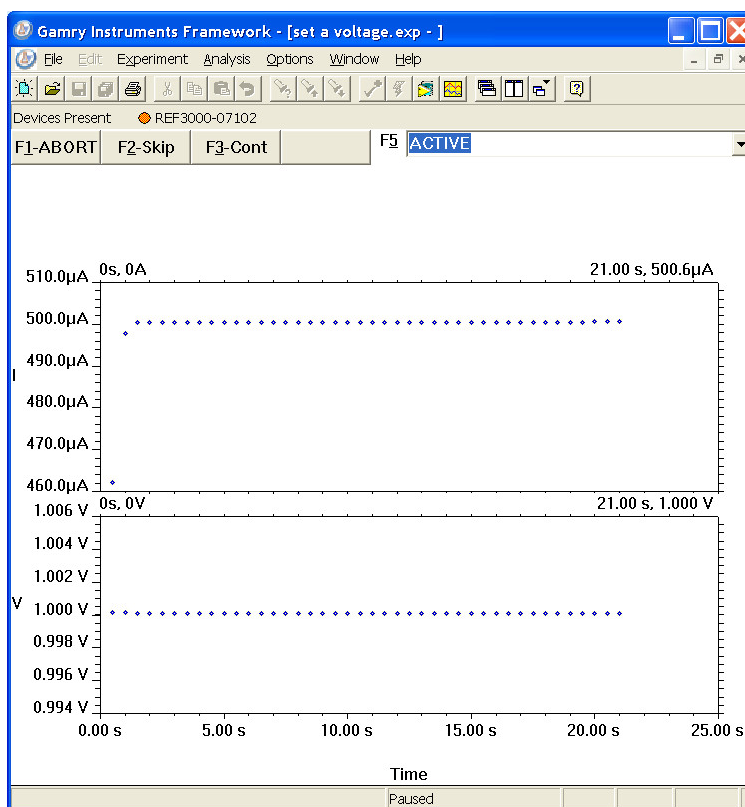 Gamry Instruments Framework - [set a voltage.exp - ]
File Edit Experiment Analysis Options Window Help
Devices Present REF3000-07102
F1-ABORT F2-Skip F3-Cont F5 ACTIVE
0s, 0A 21.00 s, 500.6µA
510.0µA
500.0µA
490.0µA
I
480.0µA
470.0µA
460.0µA
0s, 0V 21.00 s, 1.000 V
1.006 V
1.004 V
1.002 V
V
1.000 V
0.998 V
0.996 V
0.994 V
0.00 s 5.00 s 10.00 s 15.00 s 20.00 s 25.00 s
Time
Paused